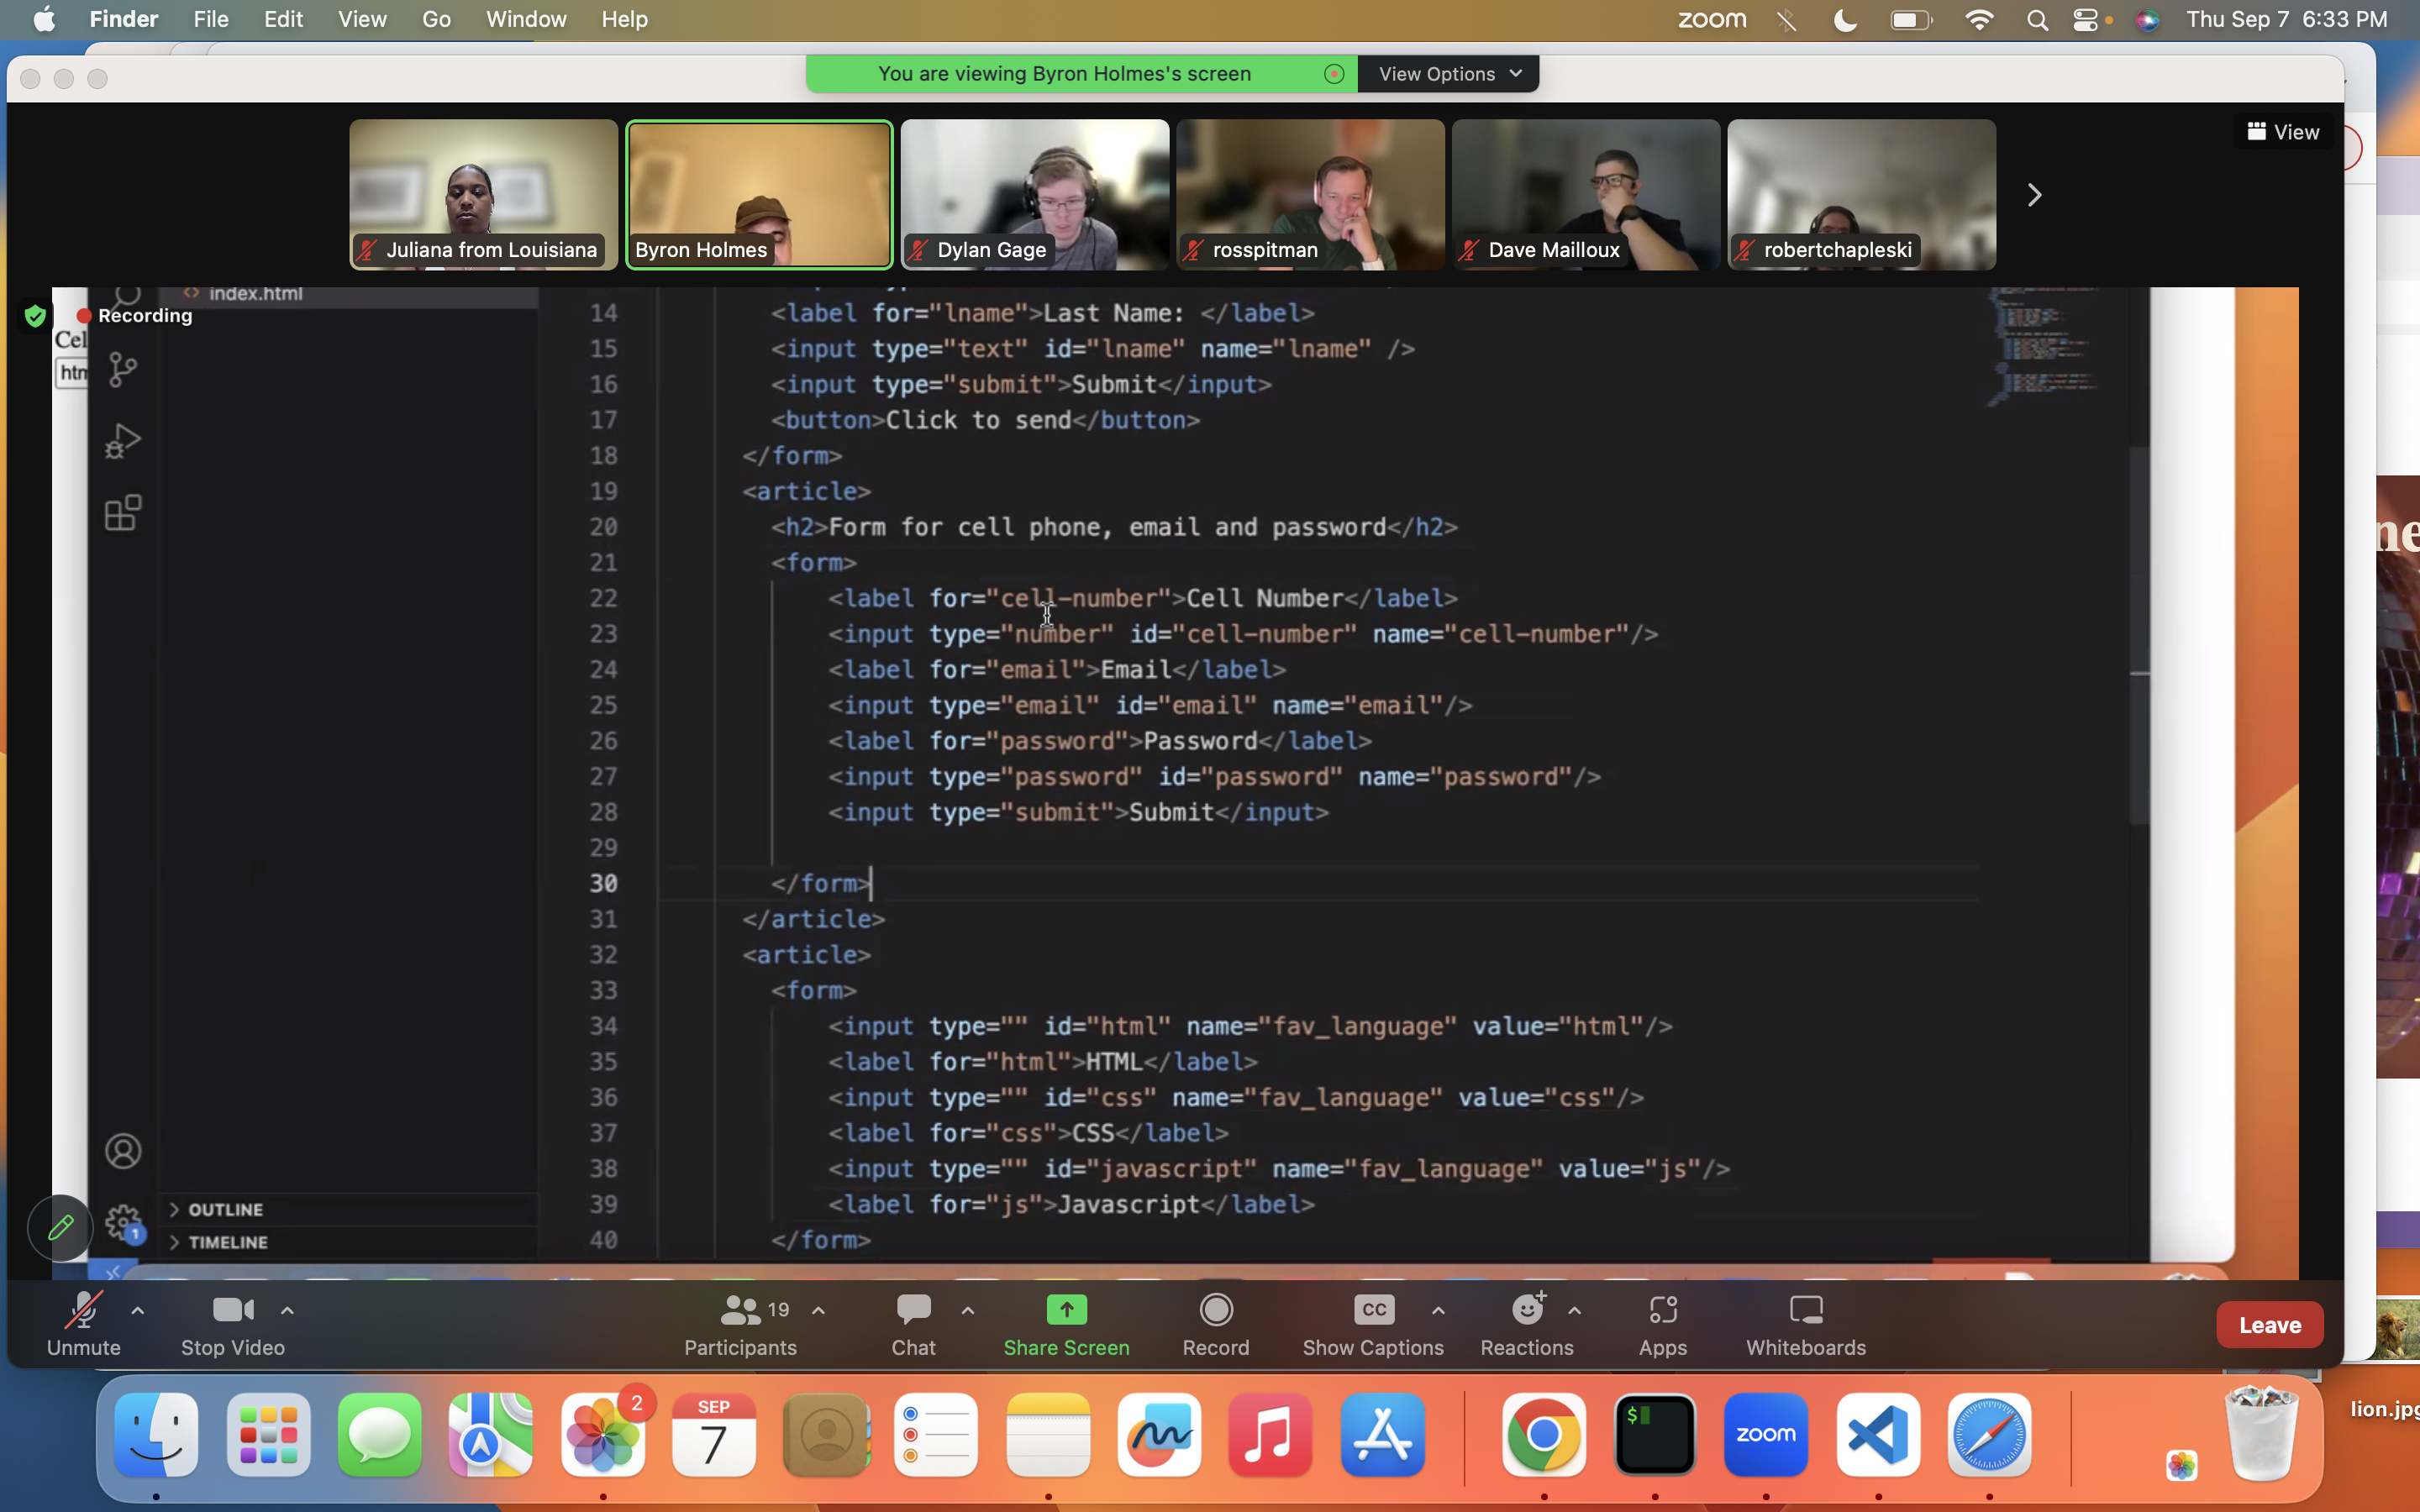 Finder File Edit View Go Window Help zoom Thu Sep 7 6:33 PM
You are viewing Byron Holmes's screen View Options
View
Juliana from Louisiana Byron Holmes Dylan Gage rosspitman Dave Mailloux robertchapleski
index.html
Recording
Cel
htm
14 <label for="lname">Last Name: </label>
15 <input type="text" id="lname" name="lname" />
16 <input type="submit">Submit</input>
17 <button>Click to send</button>
18 </form>
19 <article>
20 <h2>Form for cell phone, email and password</h2>
21 <form>
22 <label for="cell-number">Cell Number</label>
23 <input type="number" id="cell-number" name="cell-number"/>
24 <label for="email">Email</label>
25 <input type="email" id="email" name="email"/>
26 <label for="password">Password</label>
27 <input type="password" id="password" name="password"/>
28 <input type="submit">Submit</input>
29
30 </form>
31 </article>
32 <article>
33 <form>
34 <input type="" id="html" name="fav_language" value="html"/>
35 <label for="html">HTML</label>
36 <input type="" id="css" name="fav_language" value="css"/>
37 <label for="css">CSS</label>
38 <input type="" id="javascript" name="fav_language" value="js"/>
39 <label for="js">Javascript</label>
40 </form>
OUTLINE
TIMELINE
1
ne
Unmute Stop Video Participants 19 Chat Share Screen Record CC Show Captions Reactions Apps Whiteboards Leave
2
SEP
7
$
zoom
lion.jpg